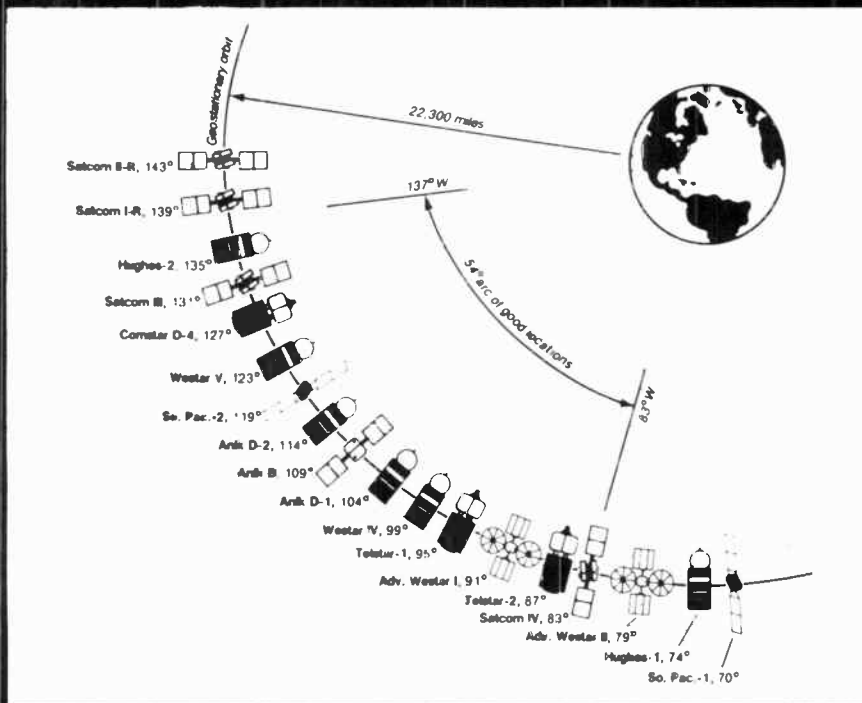 Geostationary orbit
22,300 miles
Satcom II-R, 143°
137° W
Satcom I-R, 139°
Hughes-2, 135°
54° arc of good locations
Satcom III, 131°
Comstar D-4, 127°
Westar V, 123°
83° W
So. Pac.-2, 119°
Anik D-2, 114°
Anik B, 109°
Anik D-1, 104°
Westar IV, 99°
Telstar-1, 95°
Adv. Westar I, 91°
Telstar-2, 87°
Satcom IV, 83°
Adv. Westar II, 79°
Hughes-1, 74°
So. Pac.-1, 70°